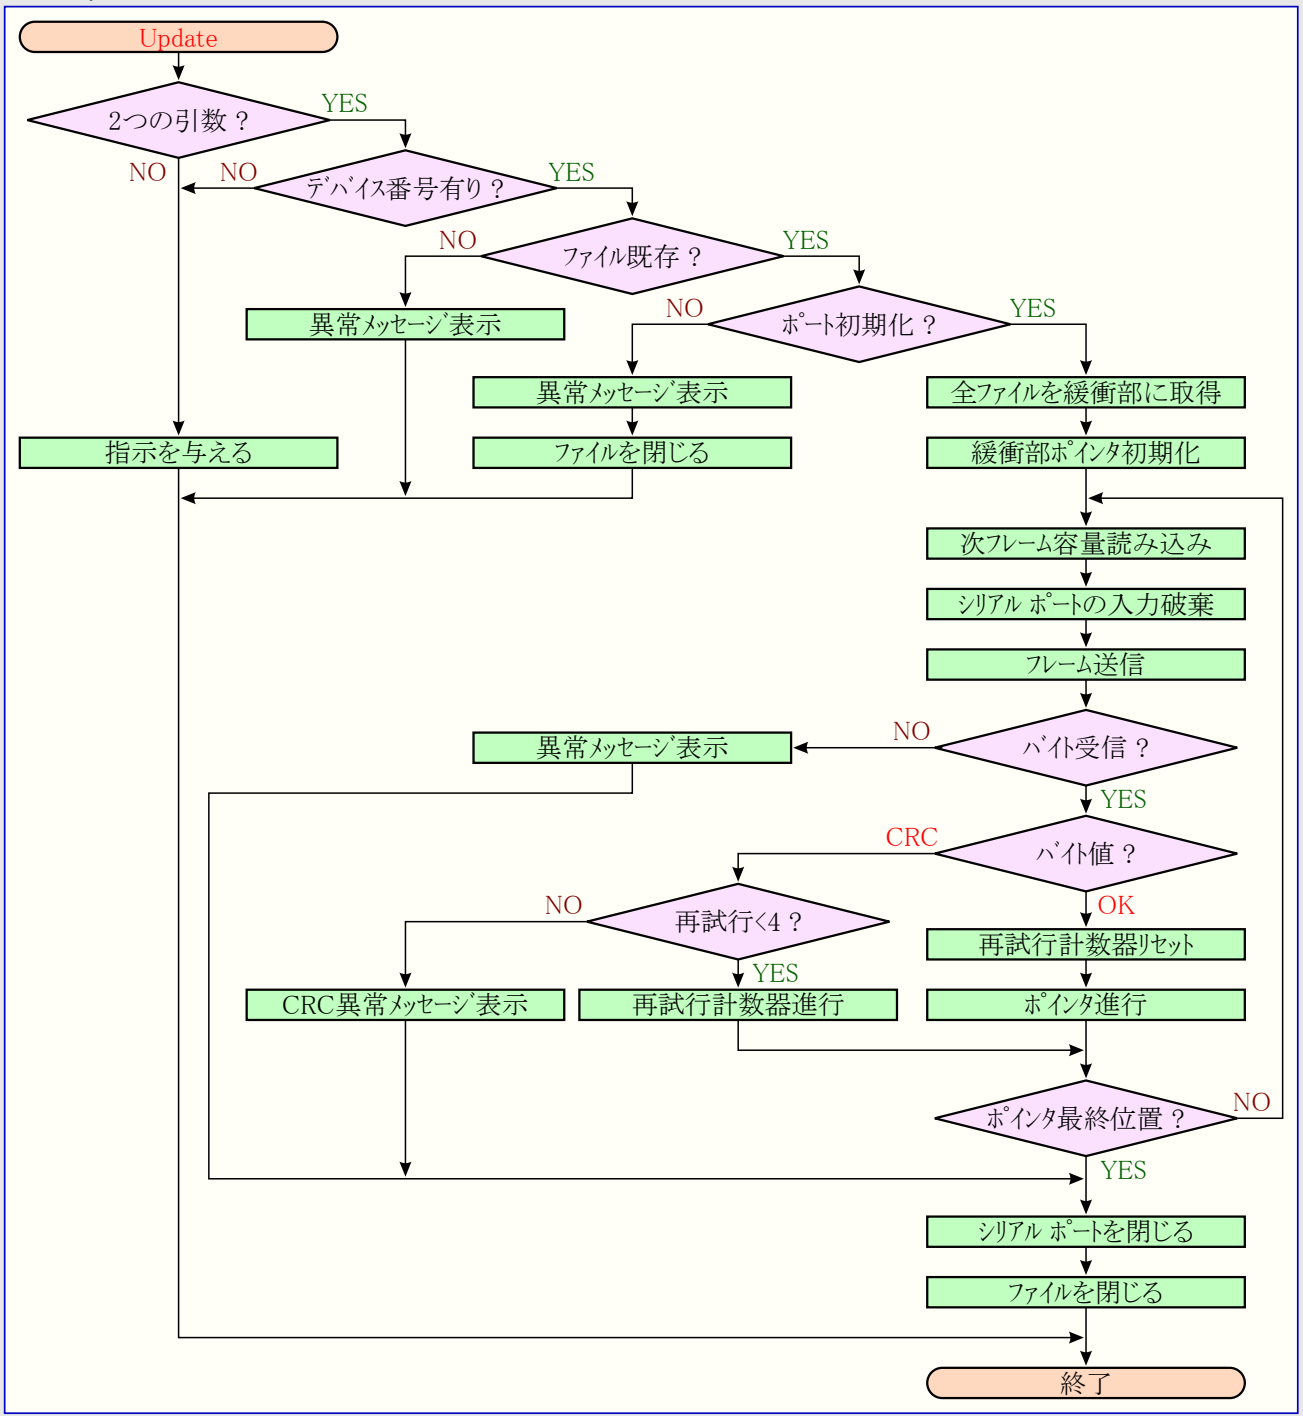 Update
YES
2つの引数 ?
NO
NO
YES
デバイス番号有り ?
NO
YES
ファイル既存 ?
NO
YES
異常メッセージ表示
ポート初期化 ?
異常メッセージ表示
全ファイルを緩衝部に取得
指示を与える
ファイルを閉じる
緩衝部ポインタ初期化
次フレーム容量読み込み
シリアル ポートの入力破棄
フレーム送信
NO
異常メッセージ表示
バイト受信 ?
YES
CRC
バイト値 ?
NO
OK
再試行<4 ?
再試行計数器リセット
YES
CRC異常メッセージ表示
再試行計数器進行
ポインタ進行
NO
ポインタ最終位置 ?
YES
シリアル ポートを閉じる
ファイルを閉じる
終了